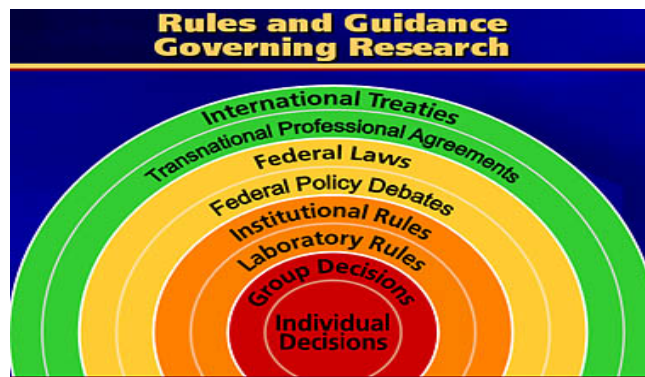 Rules and Guidance
Governing Research
International Treaties
Transnational Professional Agreements
Federal Laws
Federal Policy Debates
Institutional Rules
Laboratory Rules
Group Decisions
Individual
Decisions